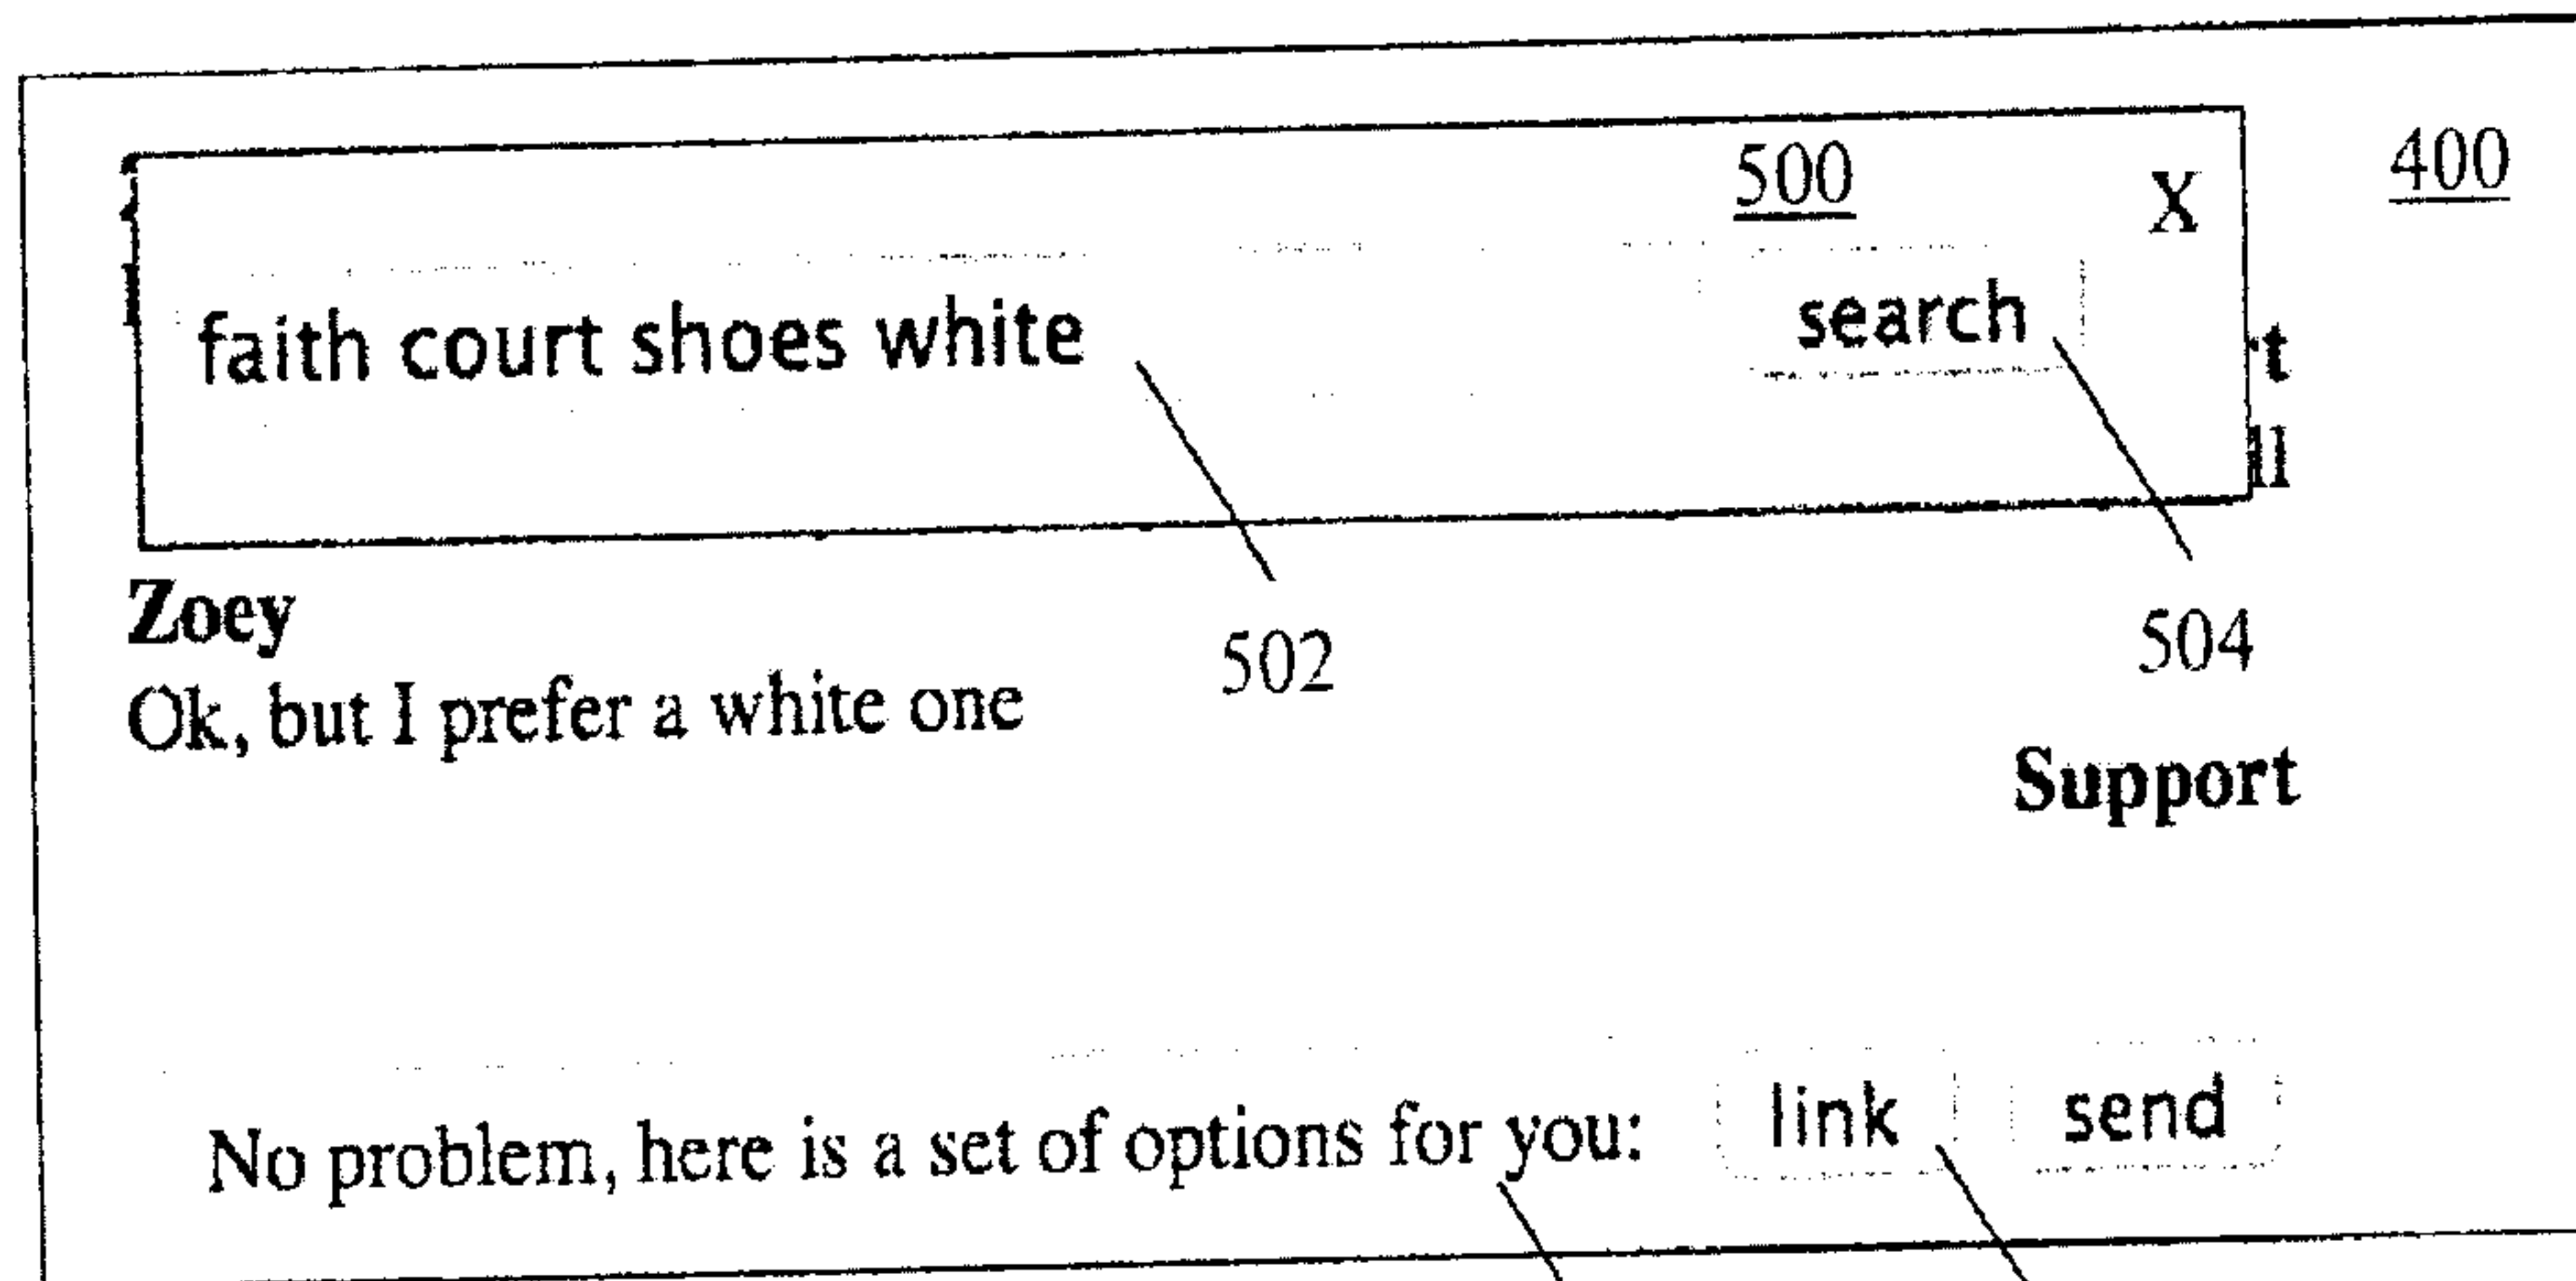 500 X 400
faith court shoes white search
Zoey
502 504
Ok, but I prefer a white one
Support
No problem, here is a set of options for you: link send